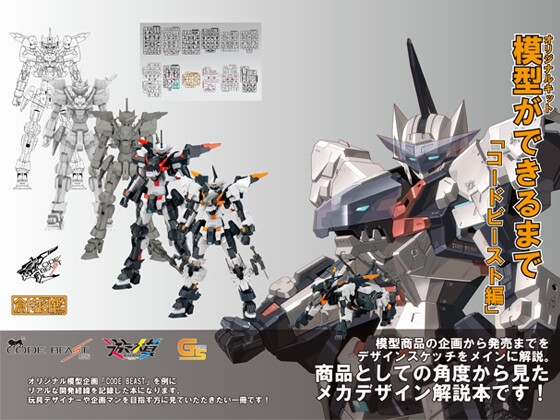 オリジナルキット
模型ができるまで
「コードビースト編」
CODE BEAST
模型商品の企画から発売までを
デザインスケッチをメインに解説。
商品としての角度から見た
メカデザイン解説本です!
オリジナル模型企画「CODE BEAST」を例に
リアルな開発経緯を記録した本になります。
玩具デザイナーや企画マンを目指す方に見ていただきたい一冊です!